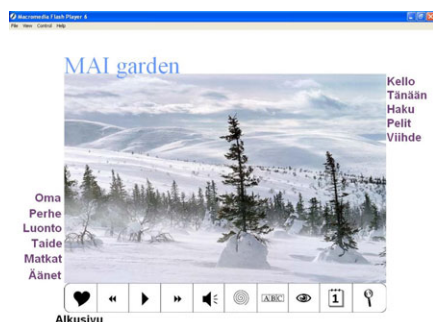 Macromedia Flash Player 6
File View Control Help
MAI garden
Kello
Tänään
Haku
Pelit
Viihde
Oma
Perhe
Luonto
Taide
Matkat
Äänet
ABC
1
Alkusivu